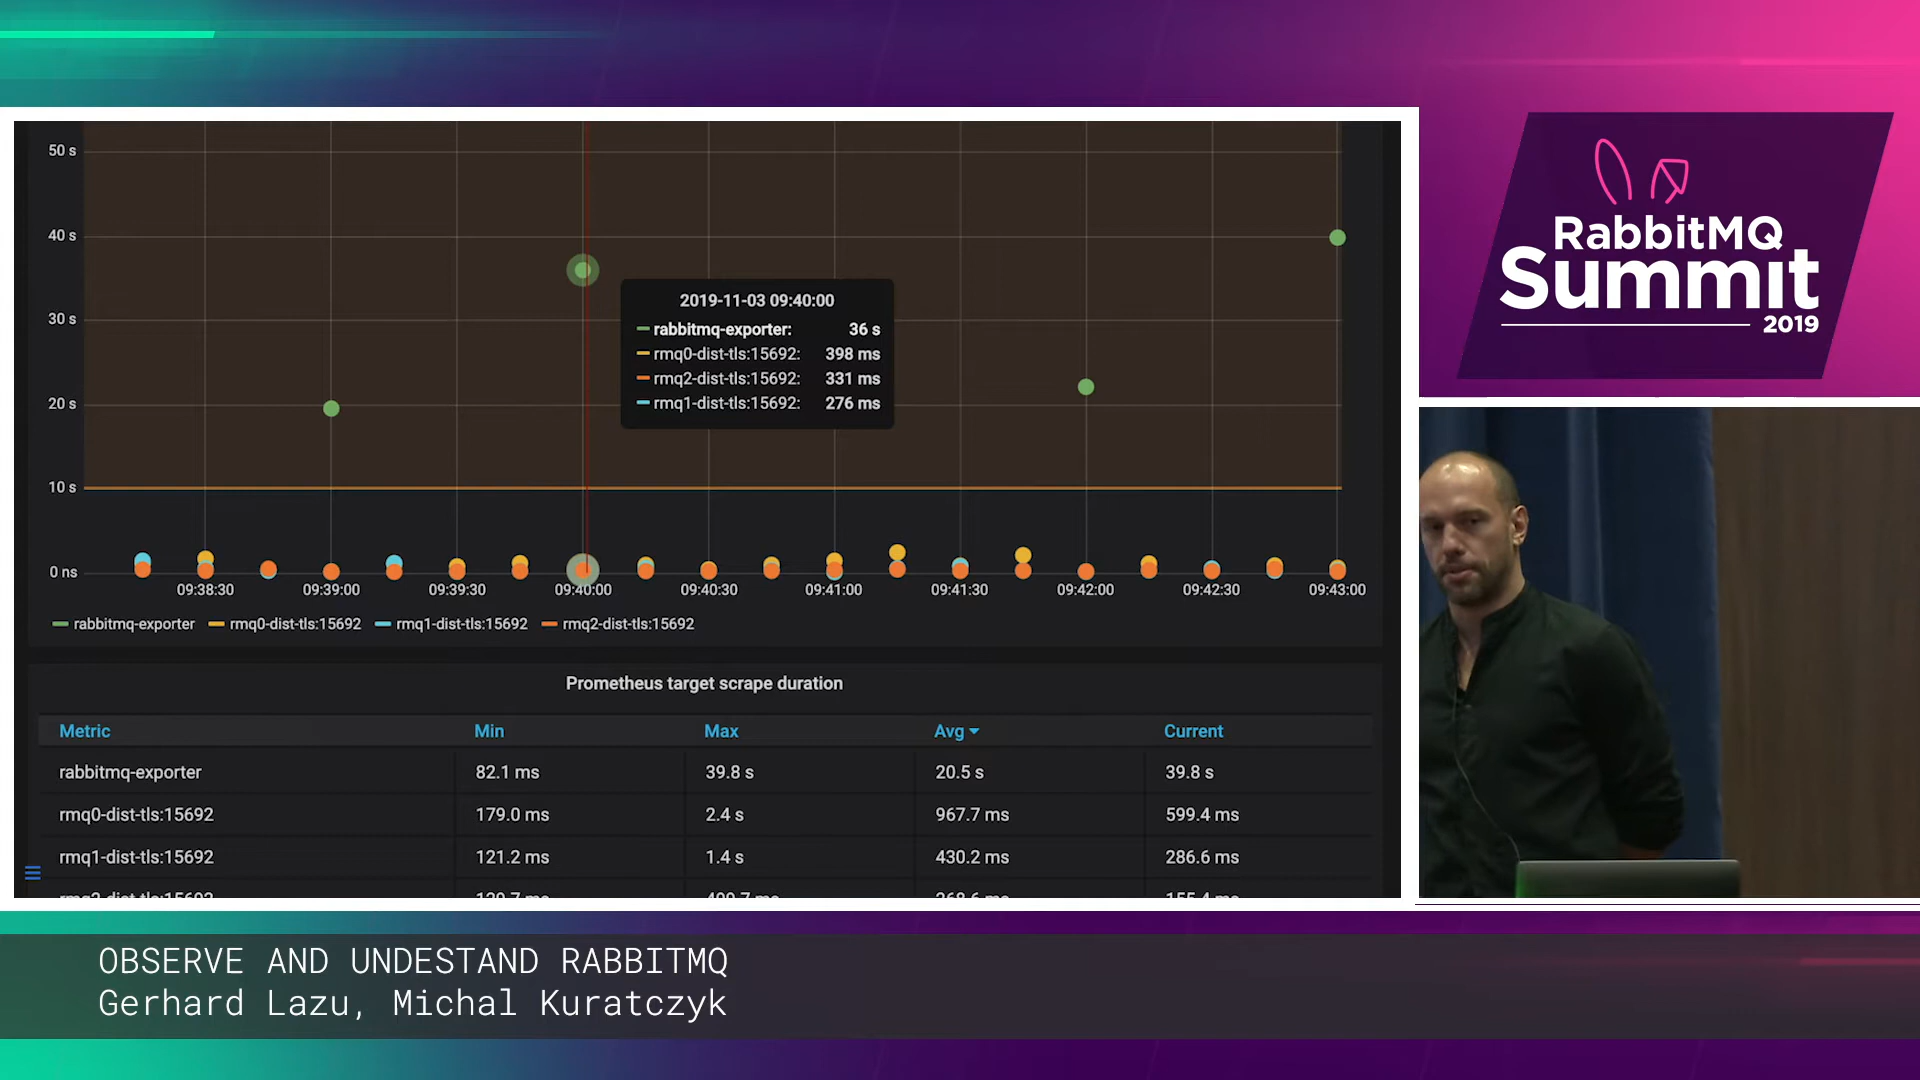 50 s
40 s
30 s
20 s
10 s
0 ns
09:38:30 09:39:00 09:39:30 09:40:00 09:40:30 09:41:00 09:41:30 09:42:00 09:42:30 09:43:00
2019-11-03 09:40:00
rabbitmq-exporter: 36 s
rmq0-dist-tls:15692: 398 ms
rmq2-dist-tls:15692: 331 ms
rmq1-dist-tls:15692: 276 ms
rabbitmq-exporter rmq0-dist-tls:15692 rmq1-dist-tls:15692 rmq2-dist-tls:15692
Prometheus target scrape duration
Metric Min Max Avg Current
rabbitmq-exporter 82.1 ms 39.8 s 20.5 s 39.8 s
rmq0-dist-tls:15692 179.0 ms 2.4 s 967.7 ms 599.4 ms
rmq1-dist-tls:15692 121.2 ms 1.4 s 430.2 ms 286.6 ms
RabbitMQ
Summit
2019
OBSERVE AND UNDESTAND RABBITMQ
Gerhard Lazu, Michal Kuratczyk